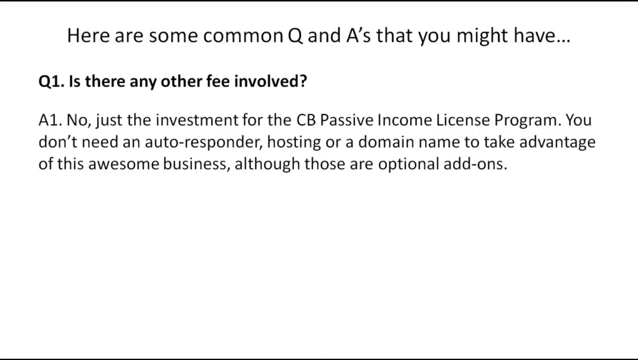 Here are some common Q and A’s that you might have…
Q1. Is there any other fee involved?
A1. No, just the investment for the CB Passive Income License Program. You
don’t need an auto-responder, hosting or a domain name to take advantage
of this awesome business, although those are optional add-ons.